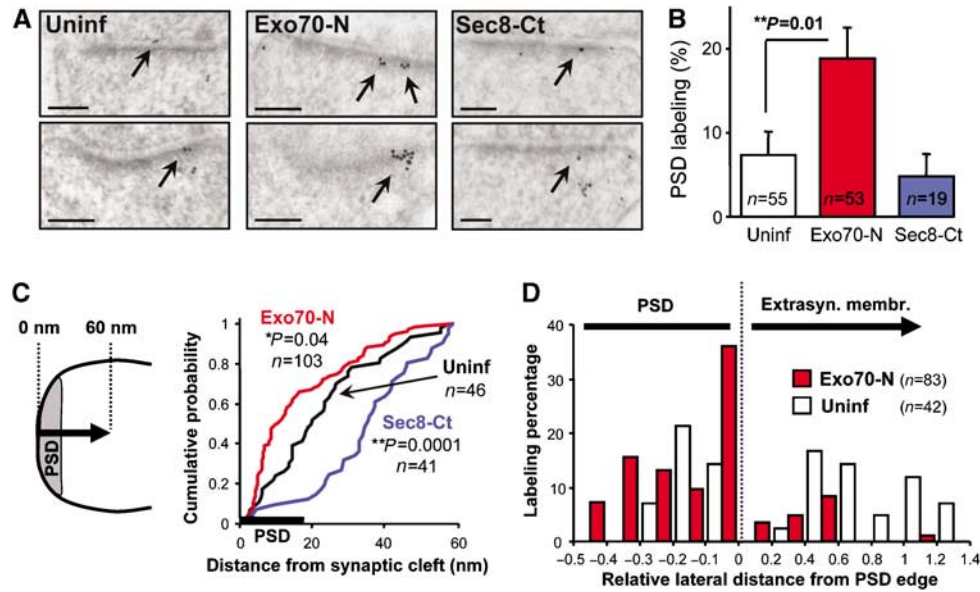 A
Uninf
Exo70-N
Sec8-Ct
B
**P=0.01
PSD labeling (%)
20
10
0
n=55
n=53
n=19
Uninf
Exo70-N
Sec8-Ct
C
0 nm
60 nm
PSD
Cumulative probability
1
0.8
0.6
0.4
0.2
0
Exo70-N
*P=0.04
n=103
Uninf
n=46
Sec8-Ct
**P=0.0001
n=41
PSD
0
20
40
60
Distance from synaptic cleft (nm)
D
PSD
Extrasyn. membr.
Labeling percentage
40
30
20
10
0
Exo70-N (n=83)
Uninf (n=42)
–0.5 –0.4 –0.3 –0.2 –0.1 0 0.2 0.4 0.6 0.8 1 1.2 1.4
Relative lateral distance from PSD edge